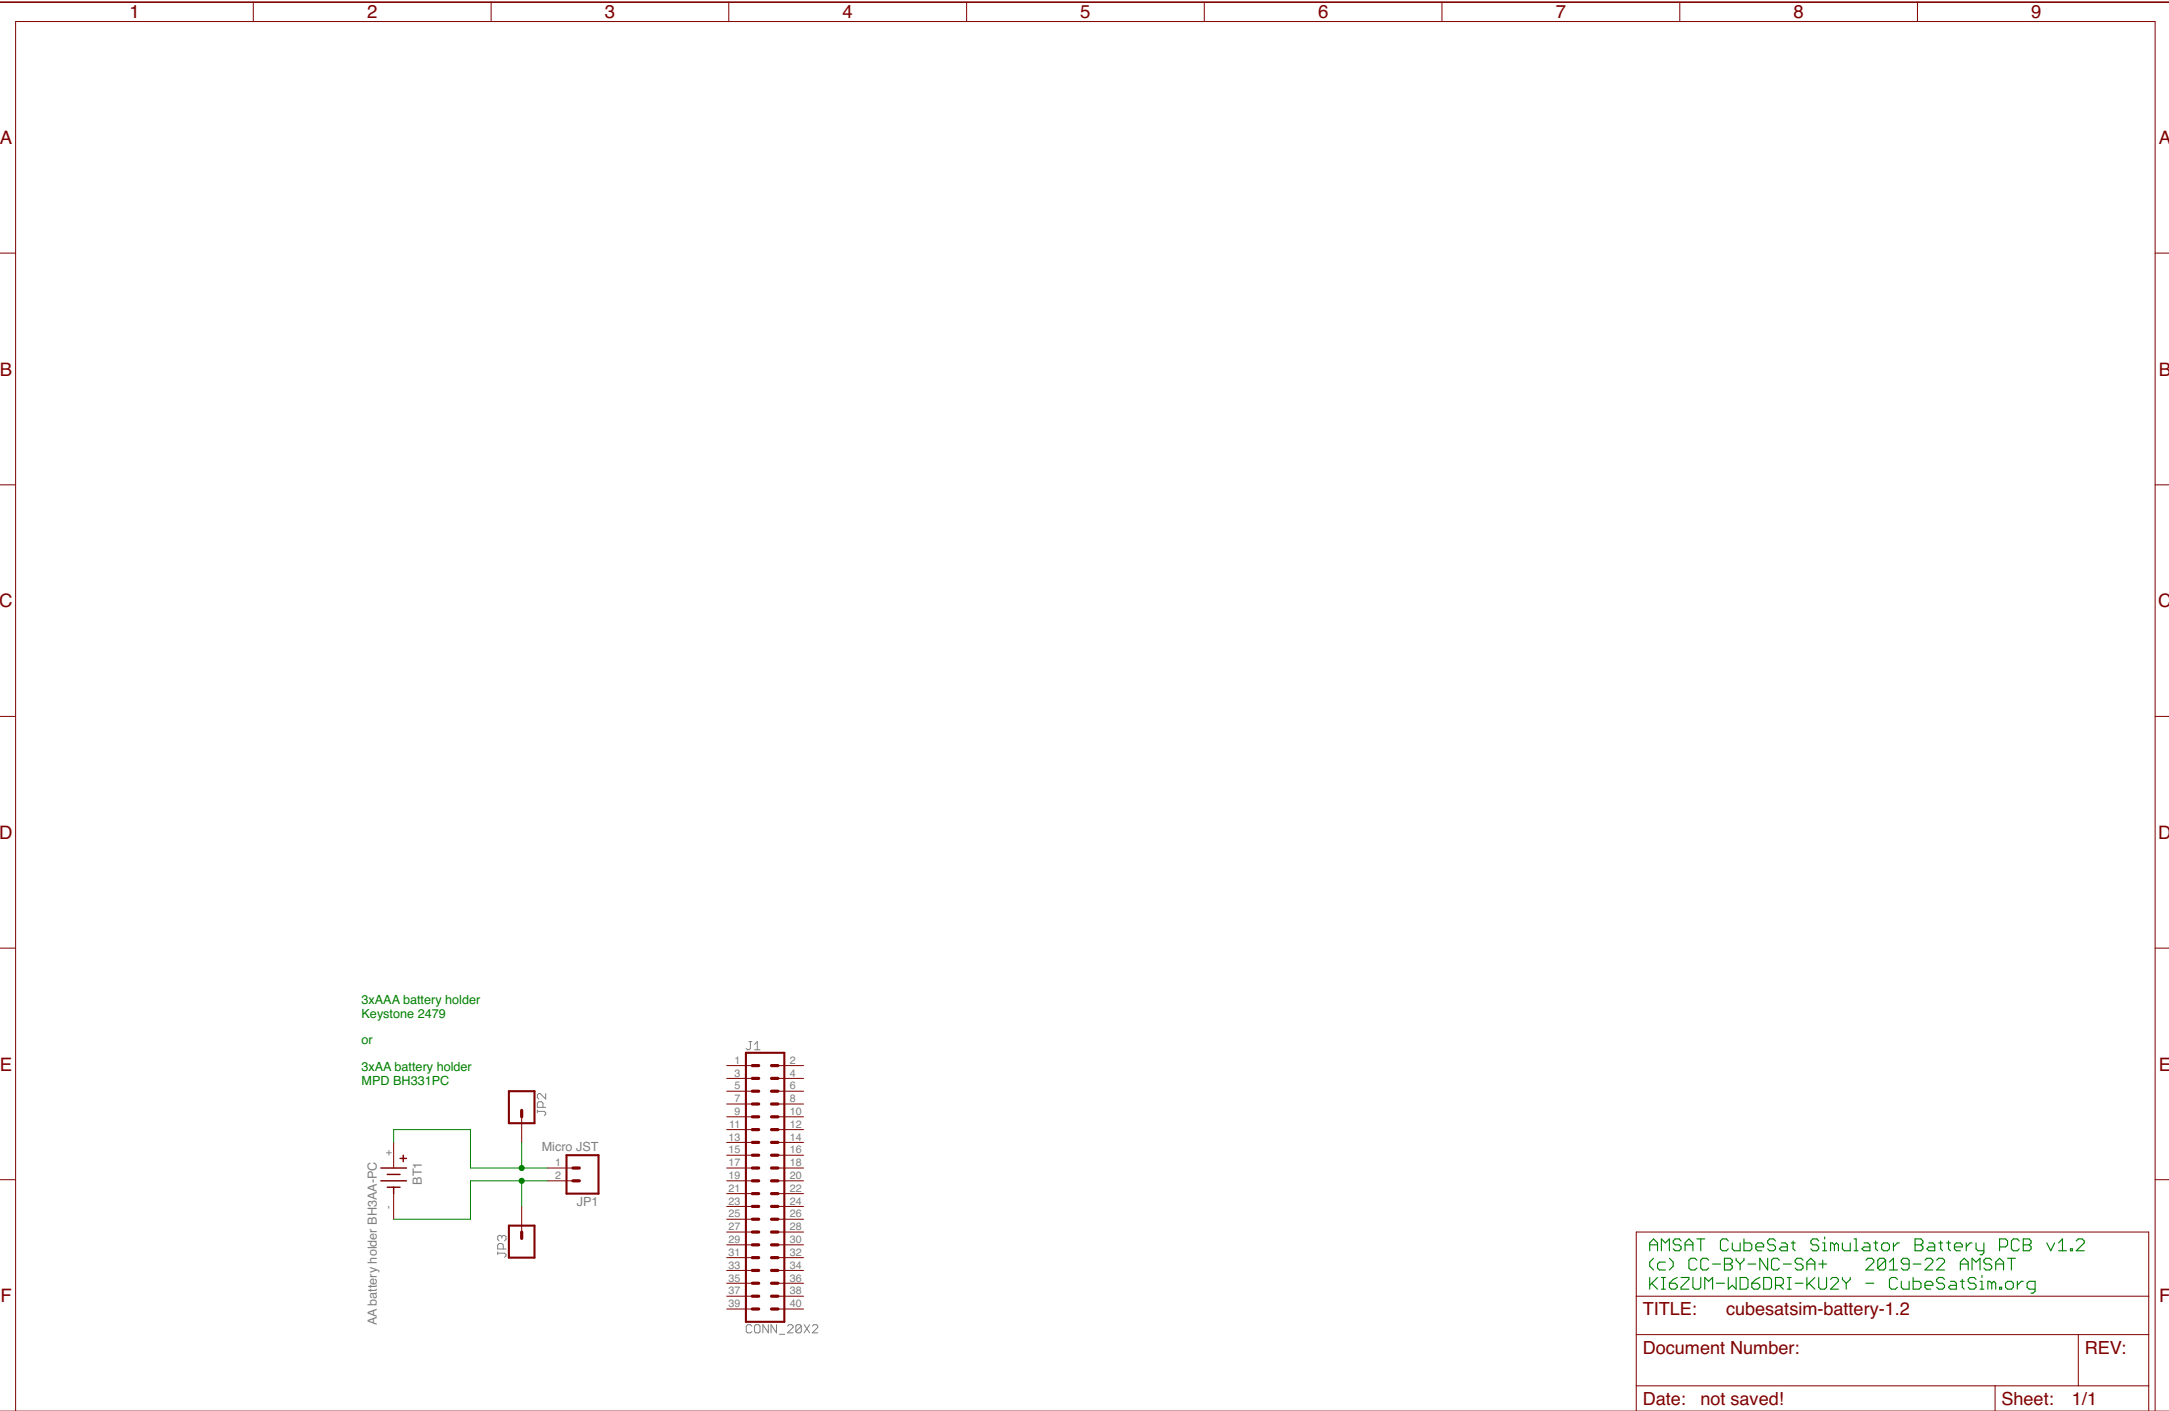 1 2 3 4 5 6 7 8 9
A A
B B
C C
D D
E E
F F
3xAAA battery holder
Keystone 2479
or
3xAA battery holder
MPD BH331PC
JP2
Micro JST
1
2
JP1
JP3
+
+
-
BT1
AA battery holder BH3AA-PC
J1
1 2
3 4
5 6
7 8
9 10
11 12
13 14
15 16
17 18
19 20
21 22
23 24
25 26
27 28
29 30
31 32
33 34
35 36
37 38
39 40
CONN_20X2
AMSAT CubeSat Simulator Battery PCB v1.2
(c) CC-BY-NC-SA+ 2019-22 AMSAT
KI6ZUM-WD6DRI-KU2Y - CubeSatSim.org
TITLE: cubesatsim-battery-1.2
Document Number: REV:
Date: not saved! Sheet: 1/1